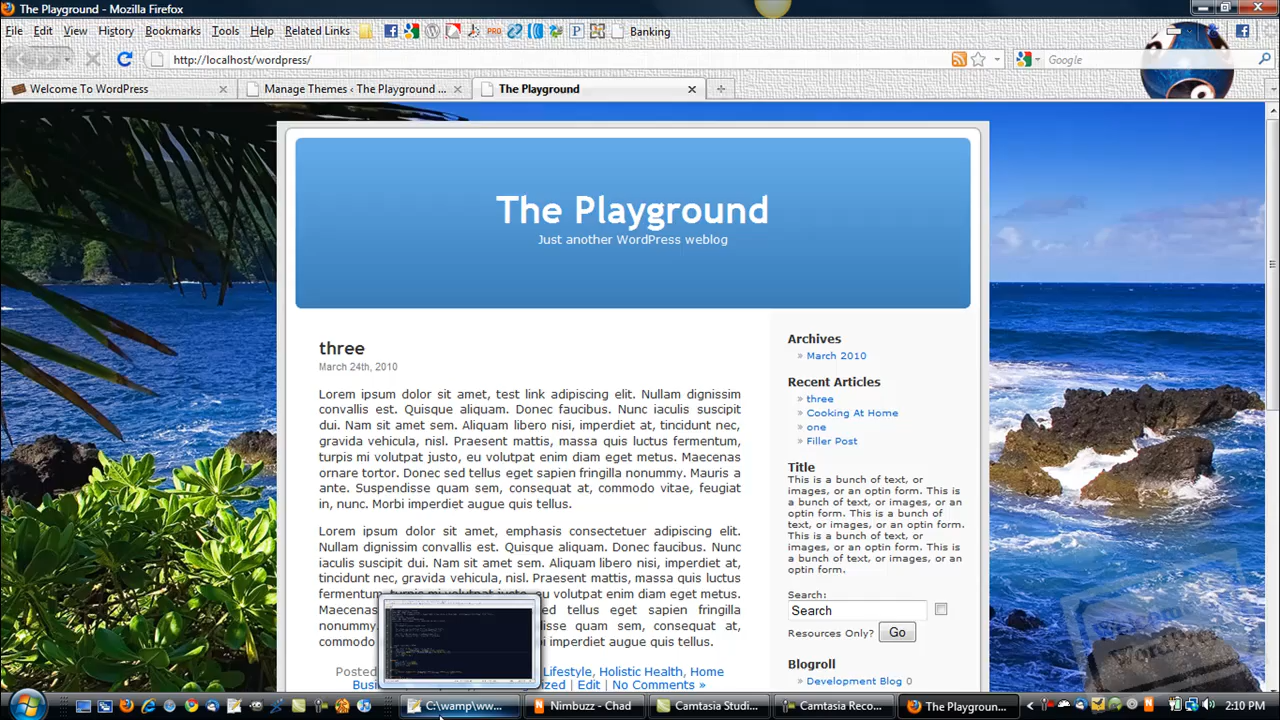 The Playground - Mozilla Firefox
File Edit View History Bookmarks Tools Help Related Links PRO Banking
http://localhost/wordpress/
Google
Welcome To WordPress
Manage Themes ‹ The Playground ...
The Playground
The Playground
Just another WordPress weblog
three
March 24th, 2010
Lorem ipsum dolor sit amet, test link adipiscing elit. Nullam dignissim
convallis est. Quisque aliquam. Donec faucibus. Nunc iaculis suscipit
dui. Nam sit amet sem. Aliquam libero nisi, imperdiet at, tincidunt nec,
gravida vehicula, nisl. Praesent mattis, massa quis luctus fermentum,
turpis mi volutpat justo, eu volutpat enim diam eget metus. Maecenas
ornare tortor. Donec sed tellus eget sapien fringilla nonummy. Mauris a
ante. Suspendisse quam sem, consequat at, commodo vitae, feugiat
in, nunc. Morbi imperdiet augue quis tellus.
Lorem ipsum dolor sit amet, emphasis consectetuer adipiscing elit.
Nullam dignissim convallis est. Quisque aliquam. Donec faucibus. Nunc
iaculis suscipit dui. Nam sit amet sem. Aliquam libero nisi, imperdiet at,
tincidunt nec, gravida vehicula, nisl. Praesent mattis, massa quis luctus
fermentum, turpis mi volutpat justo, eu volutpat enim diam eget metus.
Maecenas sed tellus eget sapien fringilla
nonummy sem, consequat at,
commodo imperdiet augue quis tellus.
Posted Lifestyle, Holistic Health, Home
Busi | Edit | No Comments »
Archives
» March 2010
Recent Articles
» three
» Cooking At Home
» one
» Filler Post
Title
This is a bunch of text, or
images, or an optin form. This is
a bunch of text, or images, or an
optin form. This is a bunch of
text, or images, or an optin form.
This is a bunch of text, or
images, or an optin form. This is
a bunch of text, or images, or an
optin form.
Search:
Search
Resources Only? Go
Blogroll
» Development Blog 0
C:\wamp\ww...
Nimbuzz - Chad
Camtasia Studi...
Camtasia Reco...
The Playgroun...
2:10 PM